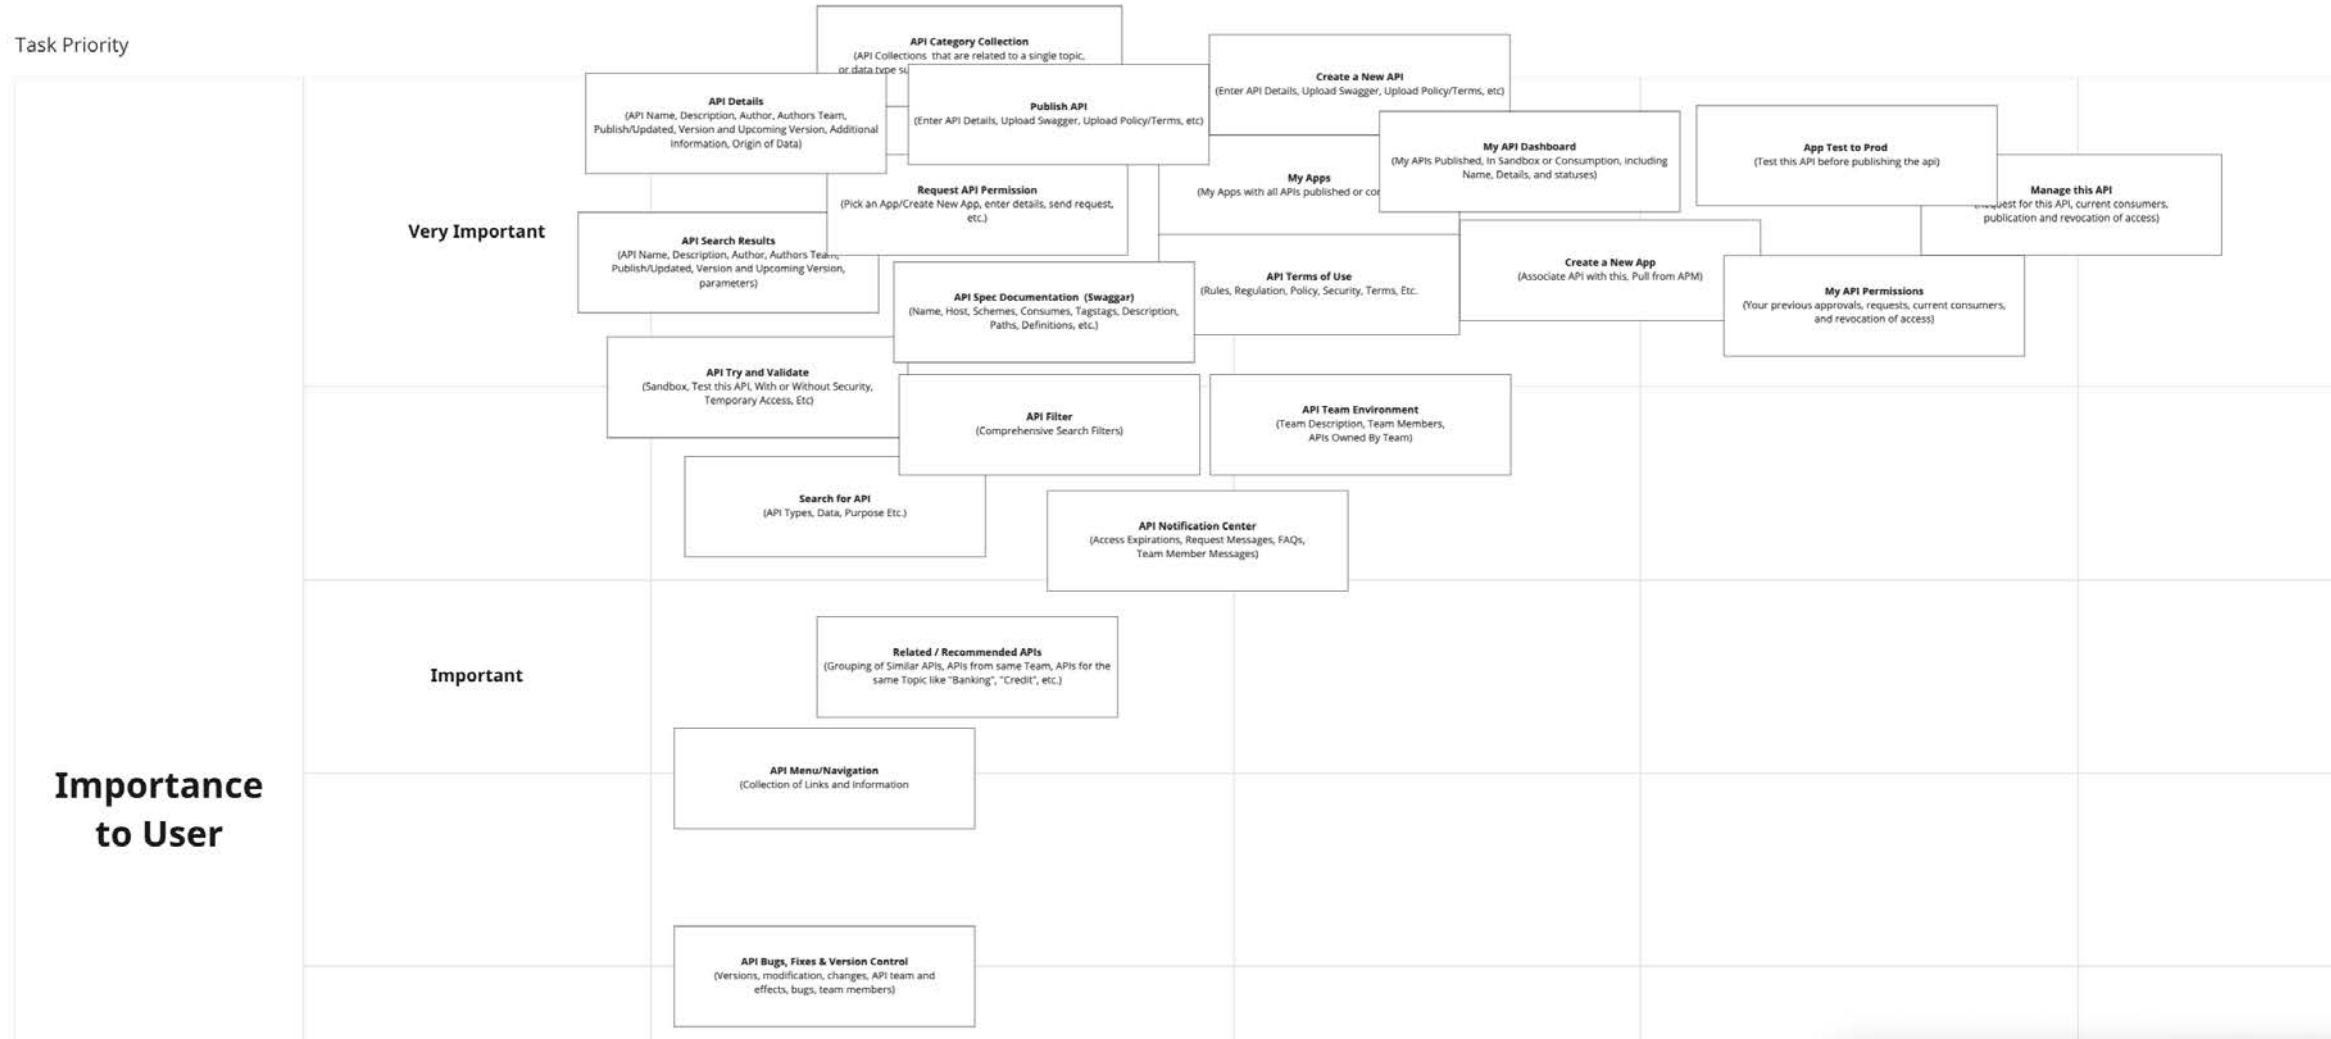 Task Priority
API Category Collection
(API Collections that are related to a single topic,
or data type
Create a New API
(Enter API Details, Upload Swagger, Upload Policy/Terms, etc)
API Details
(API Name, Description, Author, Authors Team,
Publish/Updated, Version and Upcoming Version, Additional
Information, Origin of Data)
Publish API
(Enter API Details, Upload Swagger, Upload Policy/Terms, etc)
My API Dashboard
(My APIs Published, In Sandbox or Consumption, including
Name, Details, and statuses)
App Test to Prod
(Test this API before publishing the api)
My Apps
(My Apps with all APIs published or
Manage this API
for this API, current consumers,
publication and revocation of access)
Request API Permission
(Pick an App/Create New App, enter details, send request,
etc.)
Very Important
API Search Results
(API Name, Description, Author, Authors Team,
Publish/Updated, Version and Upcoming Version,
parameters)
API Spec Documentation (Swaggar)
(Name, Host, Schemes, Consumes, Tagstags, Description,
Paths, Definitions, etc.)
API Terms of Use
(Rules, Regulation, Policy, Security, Terms, Etc.
Create a New App
(Associate API with this, Pull from APM)
My API Permissions
(Your previous approvals, requests, current consumers,
and revocation of access)
API Try and Validate
(Sandbox, Test this API, With or Without Security,
Temporary Access, Etc)
API Filter
(Comprehensive Search Filters)
API Team Environment
(Team Description, Team Members,
APIs Owned By Team)
Search for API
(API Types, Data, Purpose Etc.)
API Notification Center
(Access Expirations, Request Messages, FAQs,
Team Member Messages)
Important
Related / Recommended APIs
(Grouping of Similar APIs, APIs from same Team, APIs for the
same Topic like "Banking", "Credit", etc.)
Importance
to User
API Menu/Navigation
(Collection of Links and Information
API Bugs, Fixes & Version Control
(Versions, modification, changes, API team and
effects, bugs, team members)